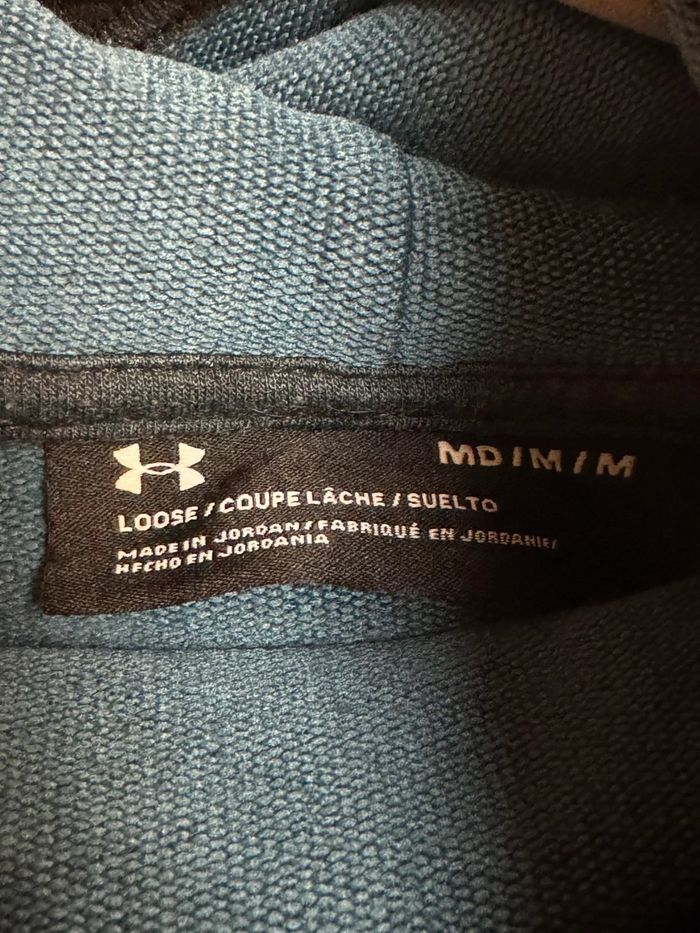 MD / M / M
LOOSE / COUPE LÂCHE / SUELTO
MADE IN JORDAN / FABRIQUÉ EN JORDANIE /
HECHO EN JORDANIA